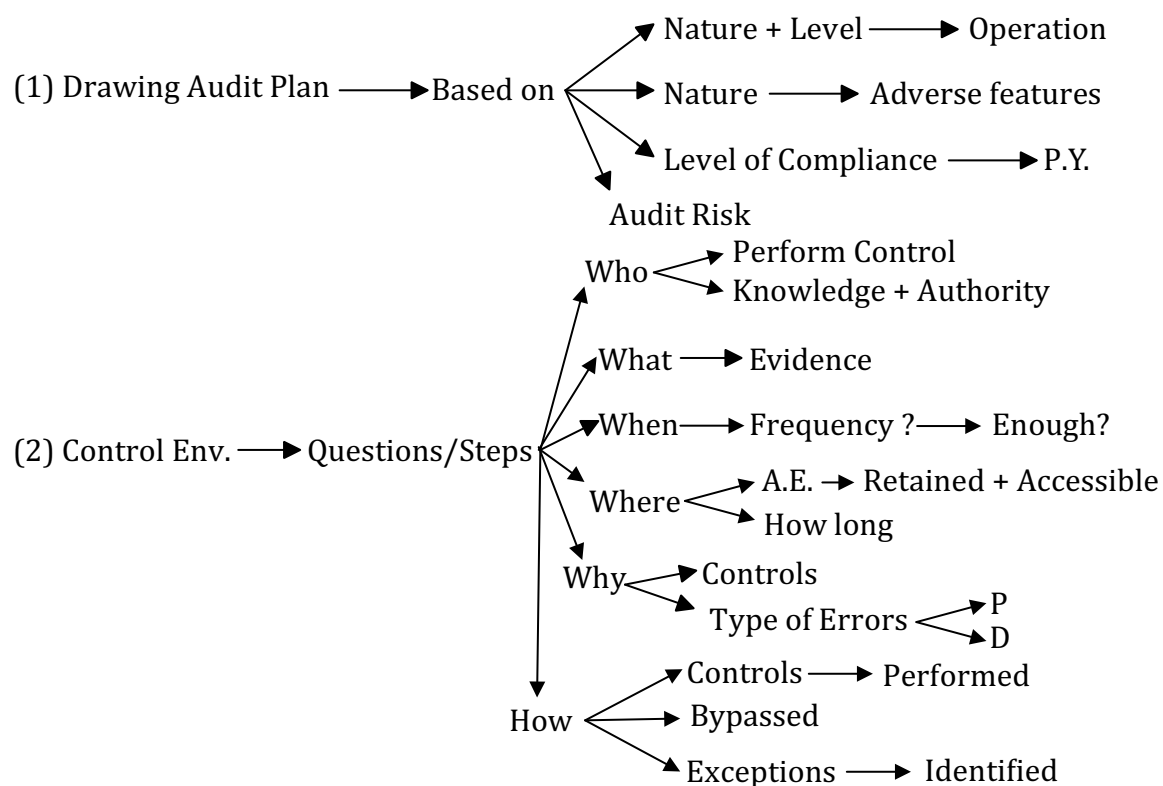 Nature + Level Operation
(1) Drawing Audit Plan Based on
Nature Adverse features
Level of Compliance P.Y.
Audit Risk
Who
Perform Control
Knowledge + Authority
What Evidence
When Frequency ? Enough?
(2) Control Env. Questions/Steps
Where
A.E. Retained + Accessible
How long
Why
Controls
Type of Errors
P
D
How
Controls Performed
Bypassed
Exceptions Identified